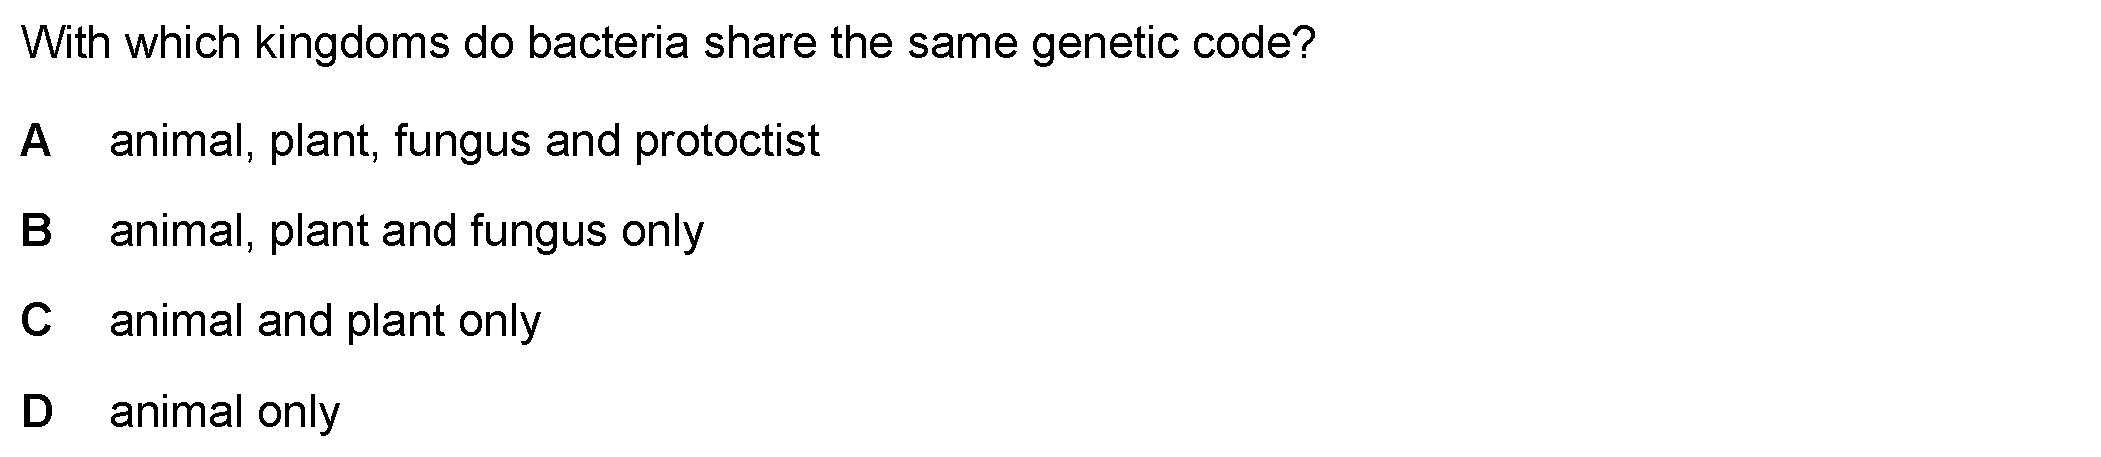 With which kingdoms do bacteria share the same genetic code?
A animal, plant, fungus and protoctist
B animal, plant and fungus only
C animal and plant only
D animal only